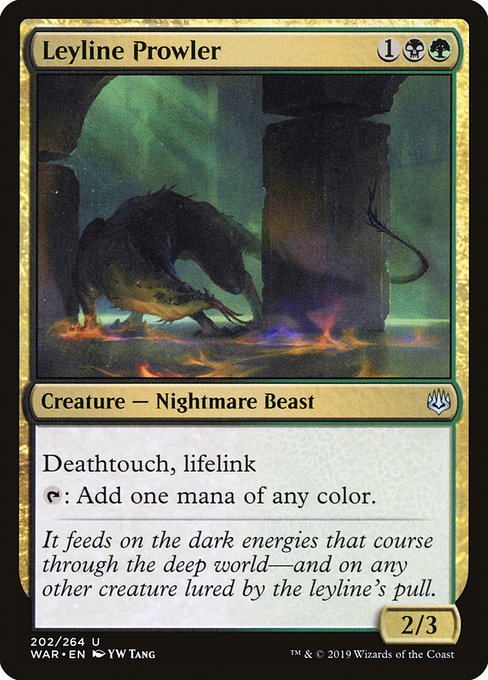 Leyline Prowler 1
Creature — Nightmare Beast
Deathtouch, lifelink
: Add one mana of any color.
It feeds on the dark energies that course
through the deep world—and on any
other creature lured by the leyline's pull.
2/3
202/264 U
WAR • EN YW Tang
™ & © 2019 Wizards of the Coast